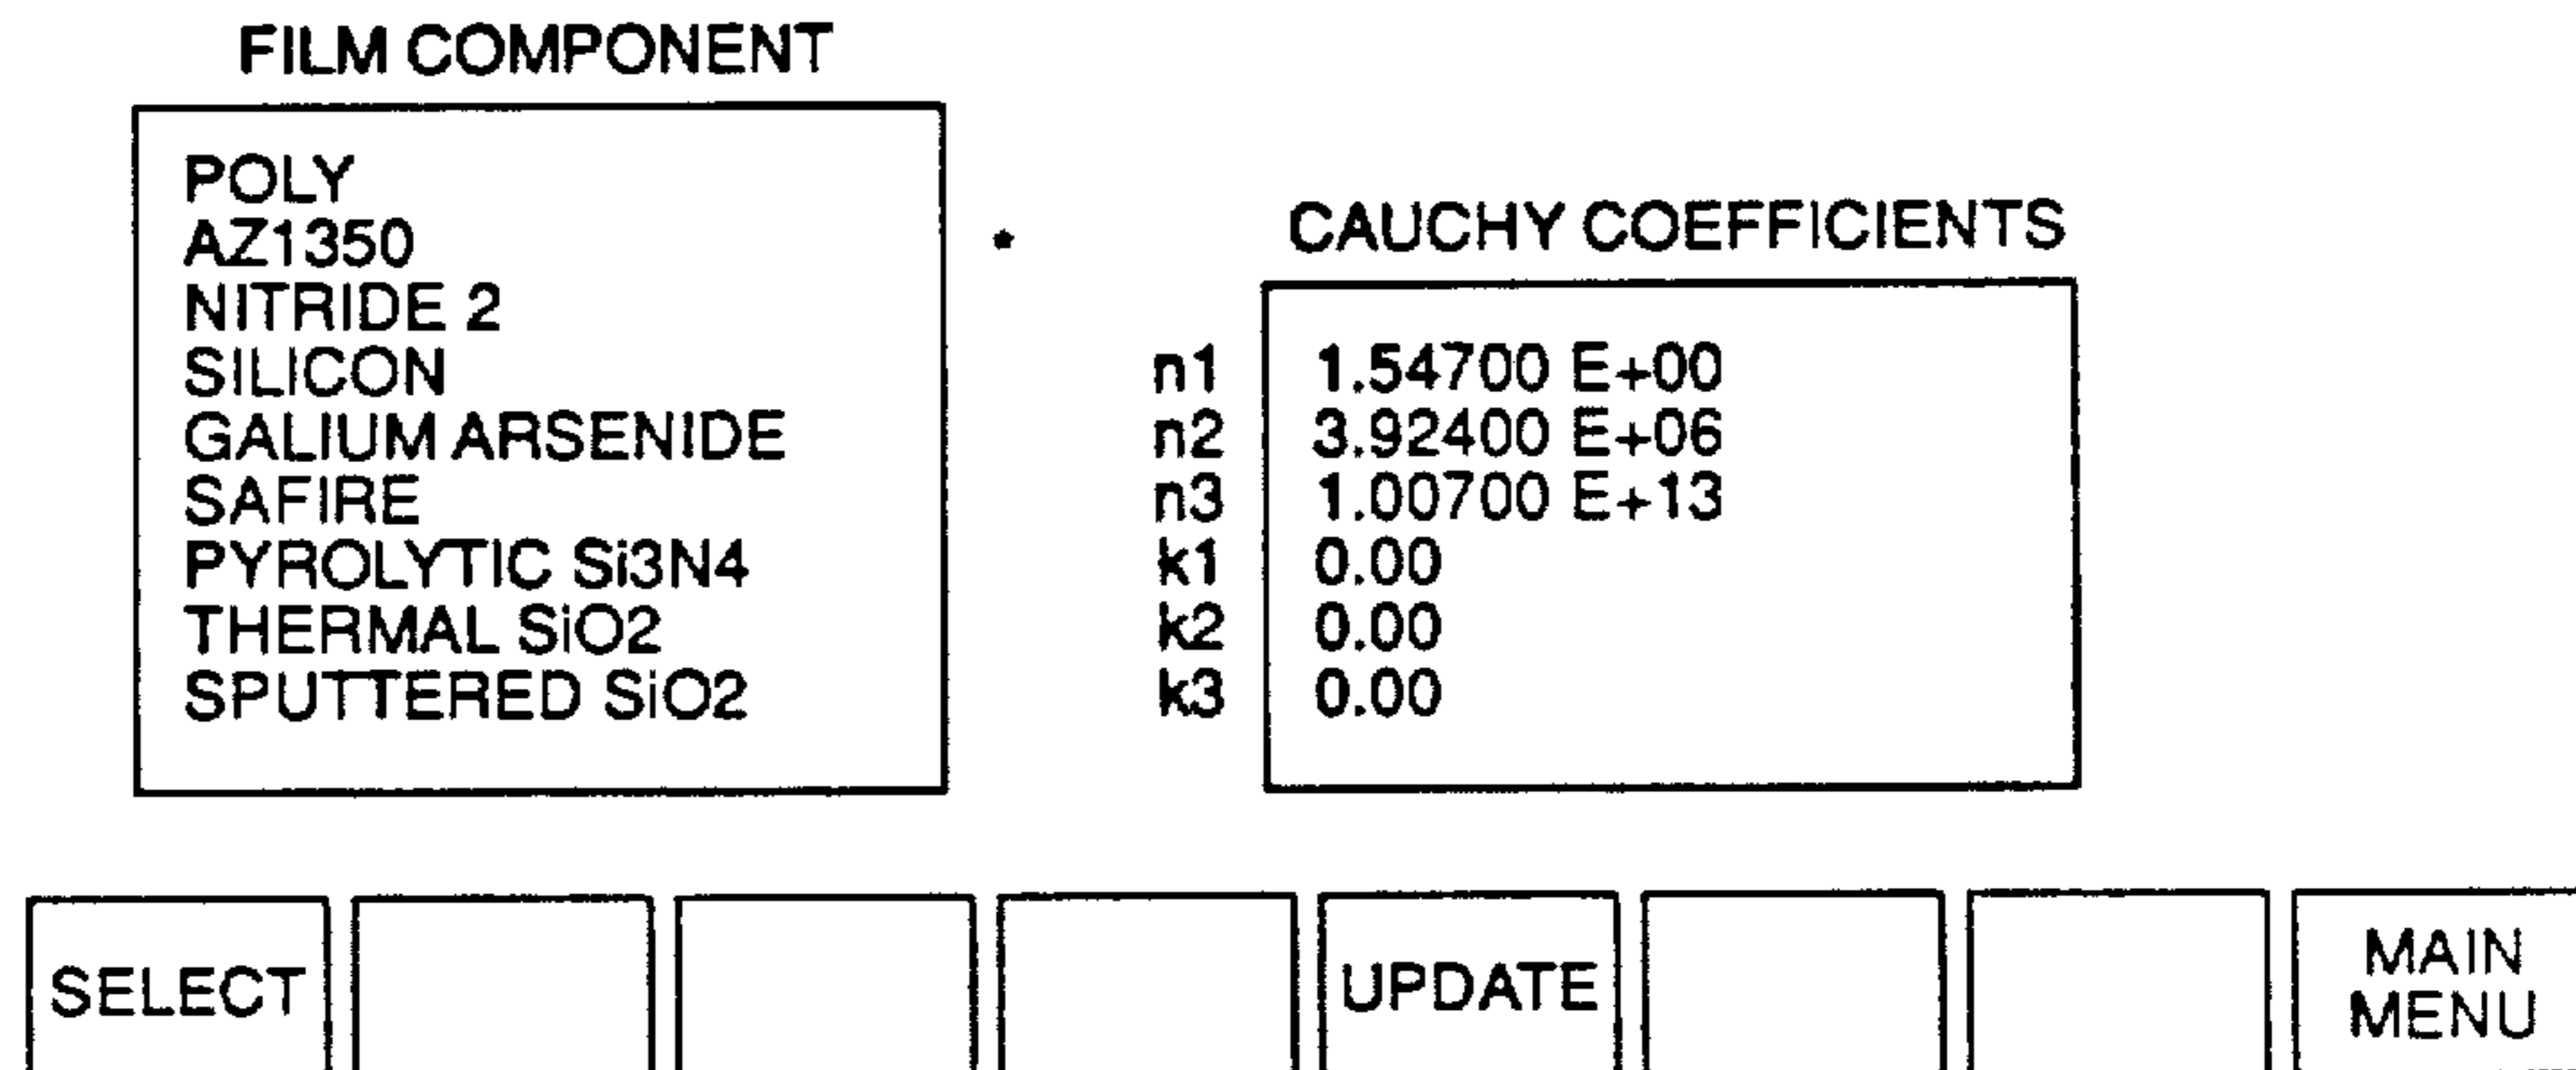 FILM COMPONENT
POLY
AZ1350 *
NITRIDE 2
SILICON
GALIUM ARSENIDE
SAFIRE
PYROLYTIC Si3N4
THERMAL SiO2
SPUTTERED SiO2
CAUCHY COEFFICIENTS
n1 1.54700 E+00
n2 3.92400 E+06
n3 1.00700 E+13
k1 0.00
k2 0.00
k3 0.00
SELECT
UPDATE
MAIN
MENU